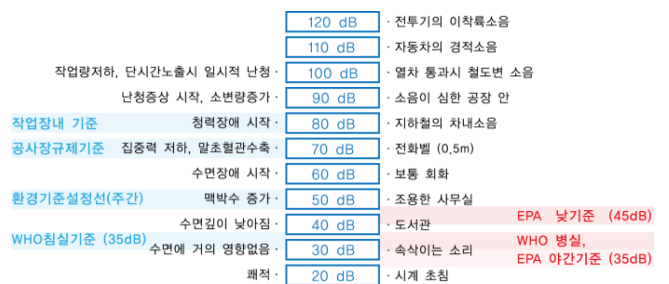 120 dB · 전투기의 이착륙소음
110 dB · 자동차의 경적소음
작업량저하, 단시간노출시 일시적 난청 · 100 dB · 열차 통과시 철도변 소음
난청증상 시작, 소변량증가 · 90 dB · 소음이 심한 공장 안
작업장내 기준 청력장애 시작 · 80 dB · 지하철의 차내소음
공사장규제기준 집중력 저하, 말초혈관수축 · 70 dB · 전화벨 (0.5m)
수면장애 시작 · 60 dB · 보통 회화
환경기준설정선(주간) 맥박수 증가 · 50 dB · 조용한 사무실
수면깊이 낮아짐 · 40 dB · 도서관 EPA 낮기준 (45dB)
WHO침실기준 (35dB) 수면에 거의 영향없음 · 30 dB · 속삭이는 소리 WHO 병실,
EPA 야간기준 (35dB)
쾌적 · 20 dB · 시계 초침